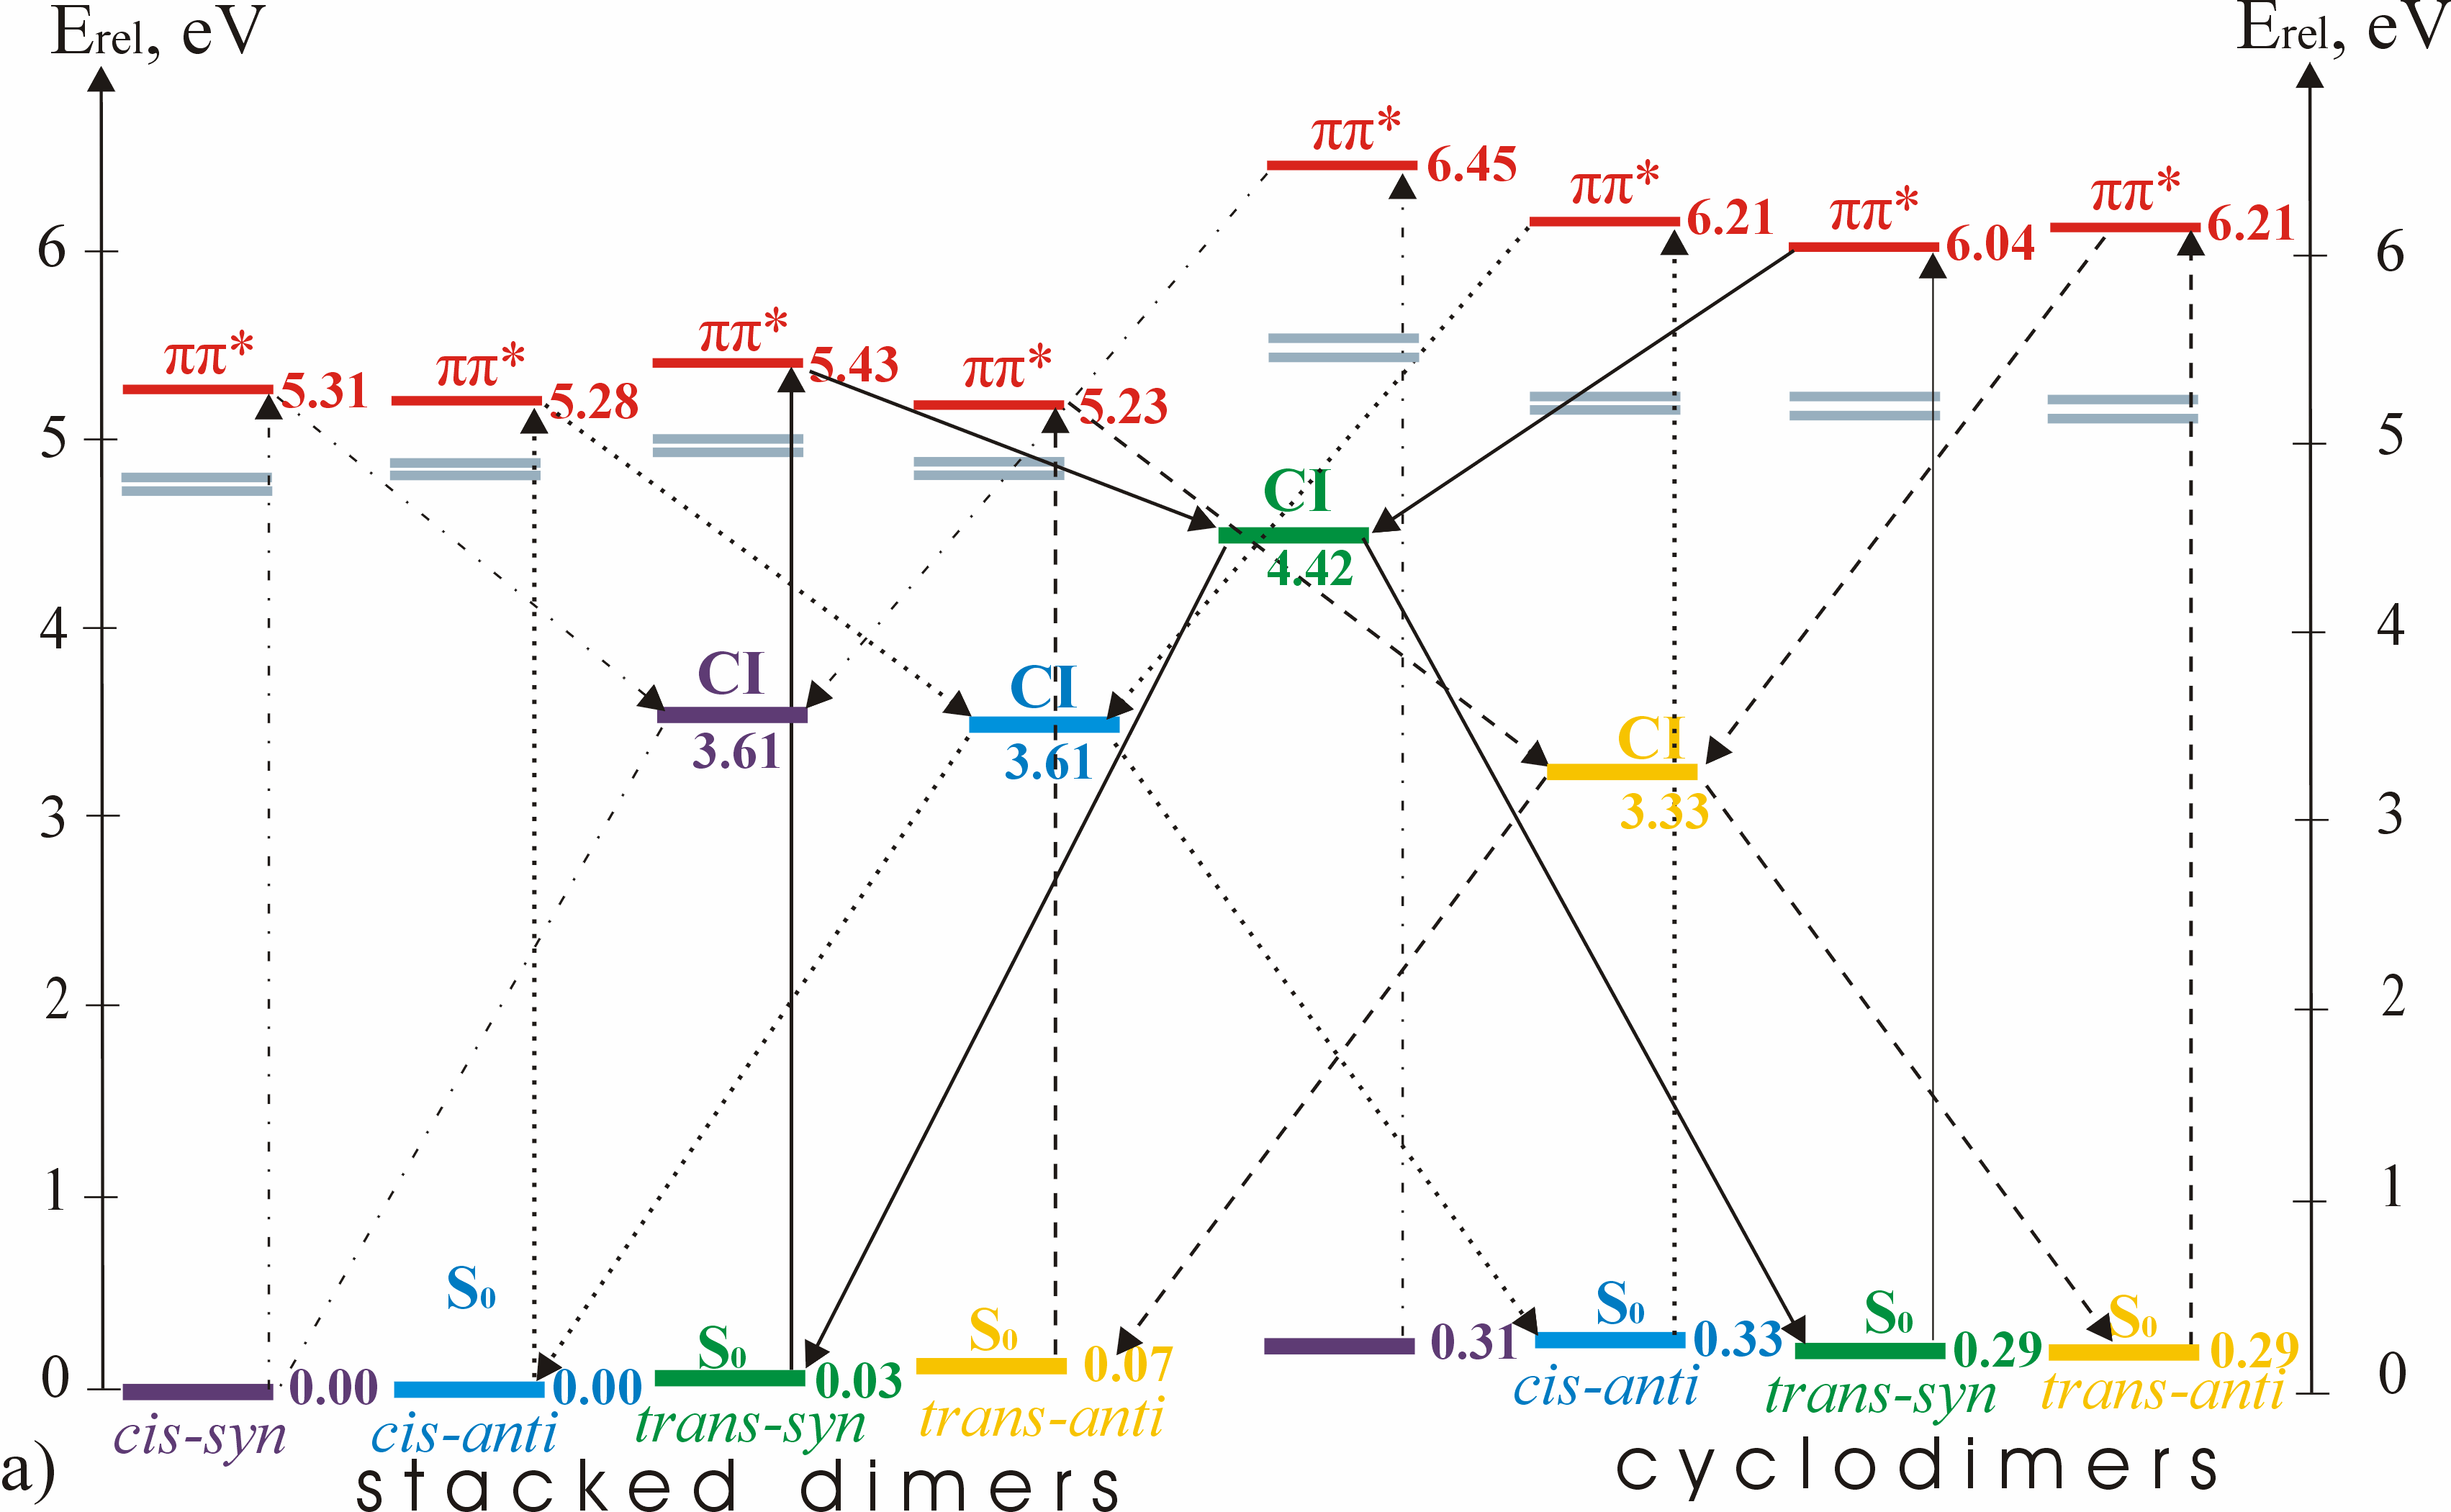 Erel, eV
Erel, eV
ππ*
6.45
ππ*
6.21
ππ*
6.04
ππ*
6.21
6
6
ππ*
5.31
ππ*
5.28
ππ*
5.43
ππ*
5.23
5
5
CI
4.42
4
4
CI
3.61
CI
3.61
CI
3.33
3
3
2
2
1
1
S0
S0
S0
S0
S0
S0
0
0.00
0.00
0.03
0.07
0.31
0.33
0.29
0.29
0
cis-syn
cis-anti
trans-syn
trans-anti
cis-anti
trans-syn
trans-anti
a)
stacked dimers
cyclodimers